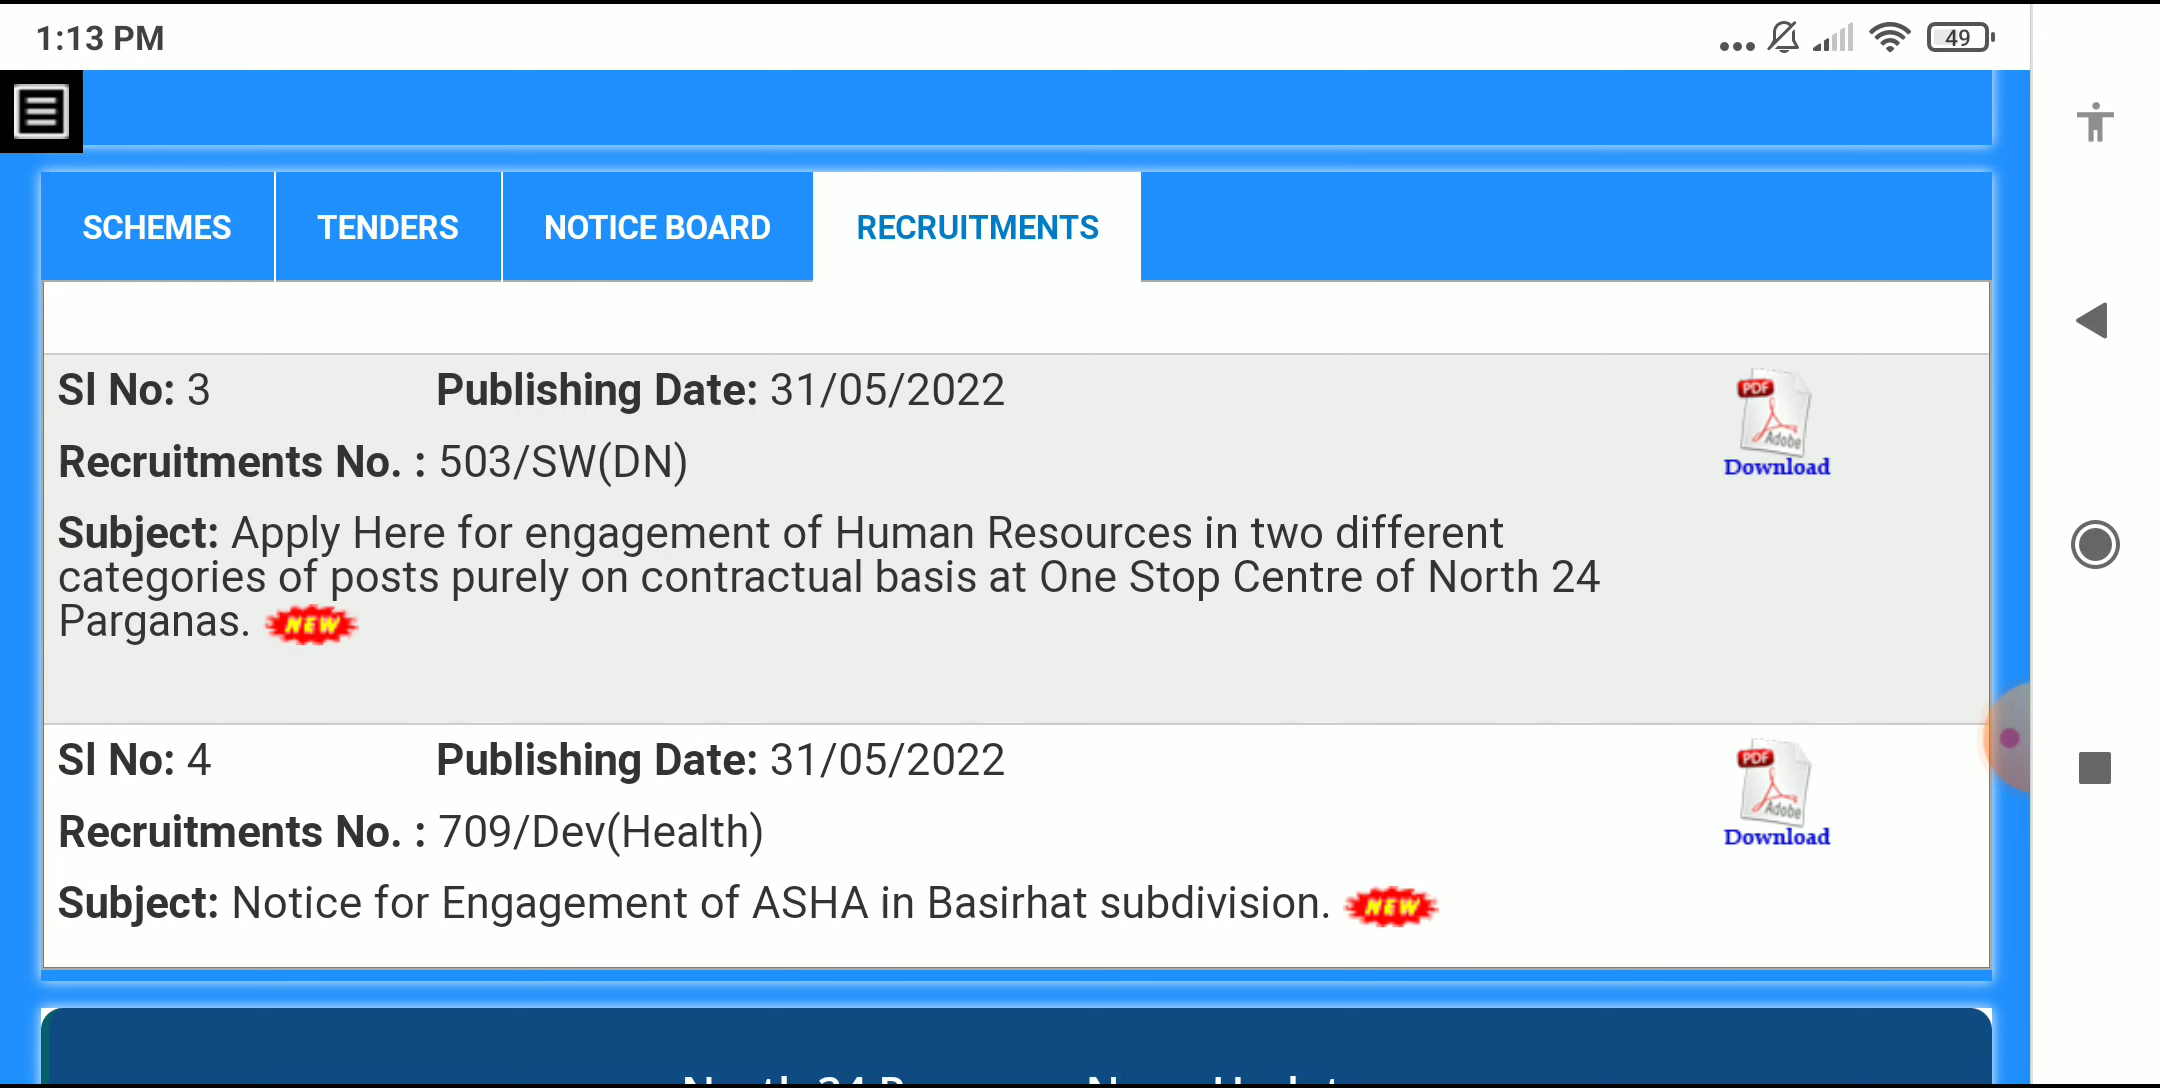 1:13 PM
49
SCHEMES TENDERS NOTICE BOARD RECRUITMENTS
Sl No: 3 Publishing Date: 31/05/2022
PDF
Adobe
Download
Recruitments No. : 503/SW(DN)
Subject: Apply Here for engagement of Human Resources in two different
categories of posts purely on contractual basis at One Stop Centre of North 24
Parganas. NEW
Sl No: 4 Publishing Date: 31/05/2022
PDF
Adobe
Download
Recruitments No. : 709/Dev(Health)
Subject: Notice for Engagement of ASHA in Basirhat subdivision. NEW